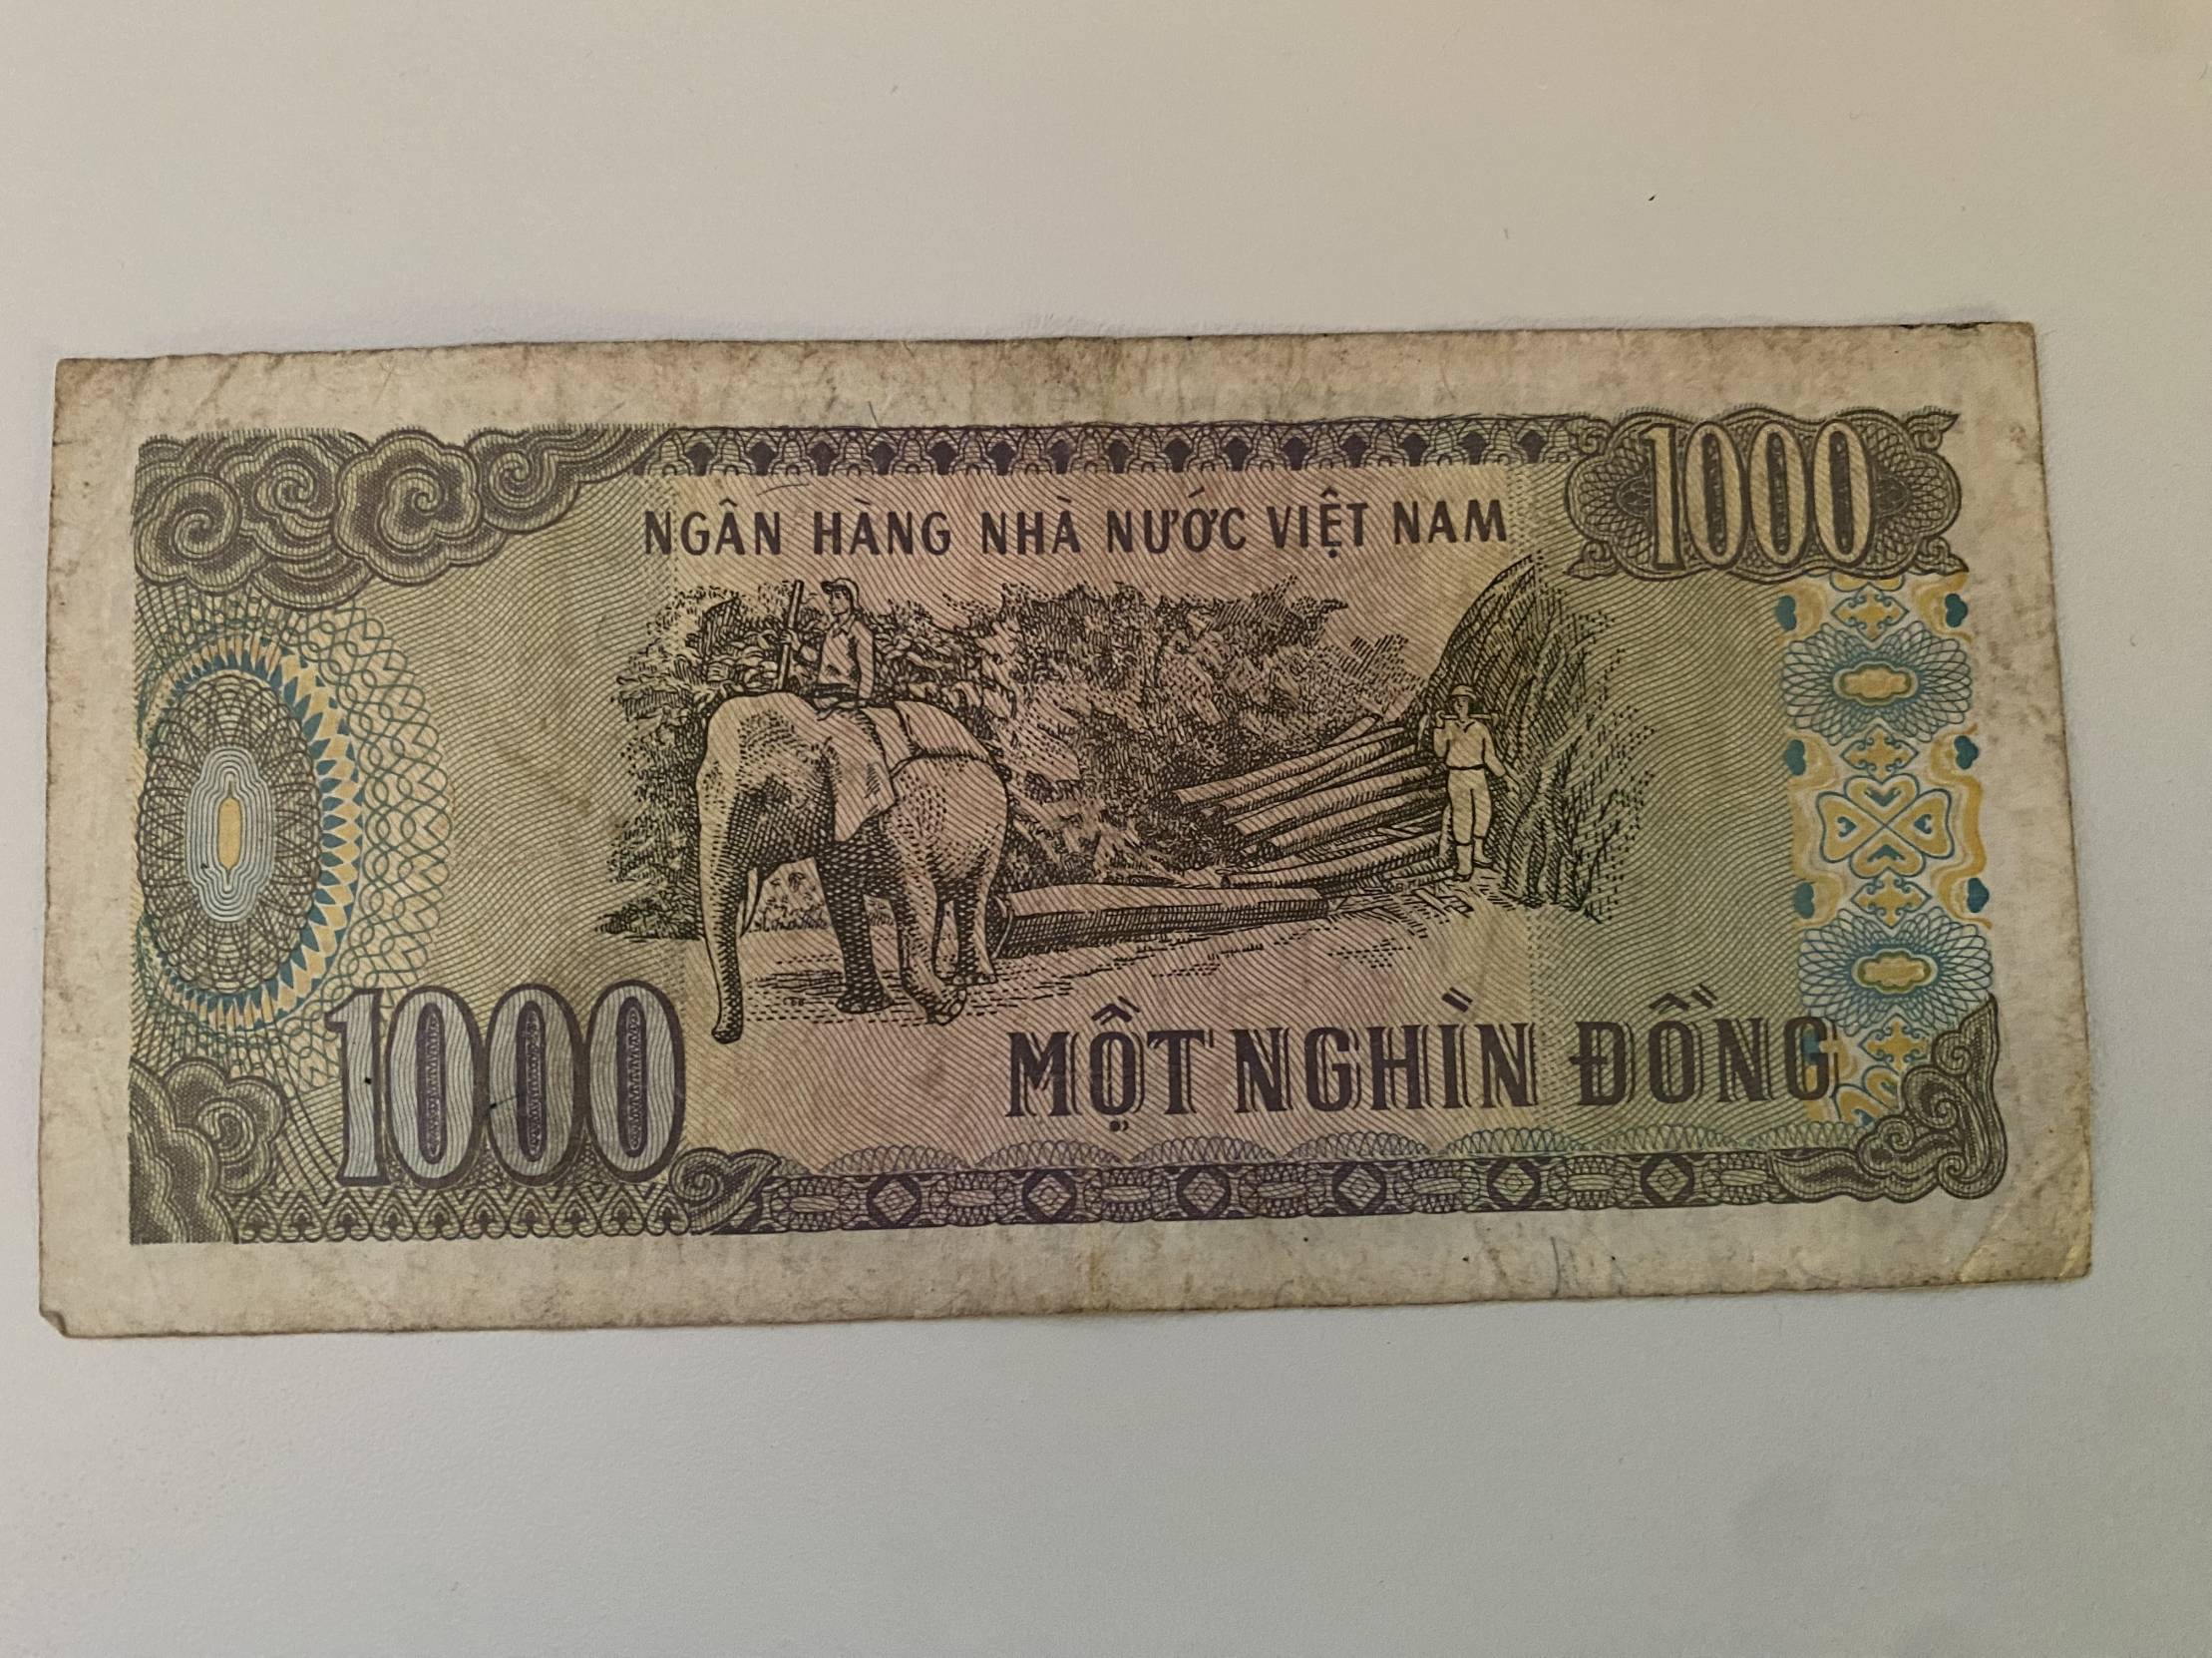 NGÂN HÀNG NHÀ NƯỚC VIỆT NAM
1000
1000
MỘT NGHÌN ĐỒNG